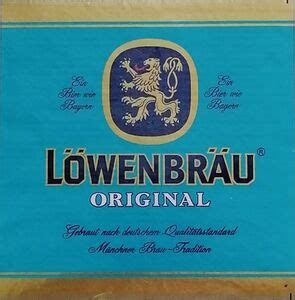 Ein
Bier wie
Bayern
Ein
Bier wie
Bayern
LÖWENBRÄU®
ORIGINAL
Gebraut nach deutschem Qualitätsstandard
Münchner Brau-Tradition